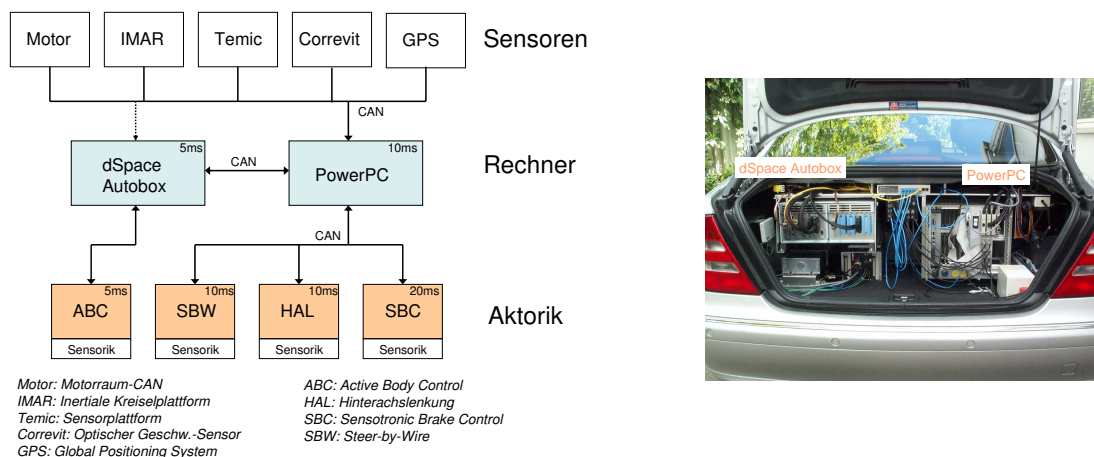 Motor
IMAR
Temic
Correvit
GPS
Sensoren
CAN
5ms
dSpace
Autobox
CAN
10ms
PowerPC
Rechner
CAN
5ms
ABC
Sensorik
10ms
SBW
Sensorik
10ms
HAL
Sensorik
20ms
SBC
Sensorik
Aktorik
Motor: Motorraum-CAN
IMAR: Inertiale Kreiselplattform
Temic: Sensorplattform
Correvit: Optischer Geschw.-Sensor
GPS: Global Positioning System
ABC: Active Body Control
HAL: Hinterachslenkung
SBC: Sensotronic Brake Control
SBW: Steer-by-Wire
dSpace Autobox
PowerPC